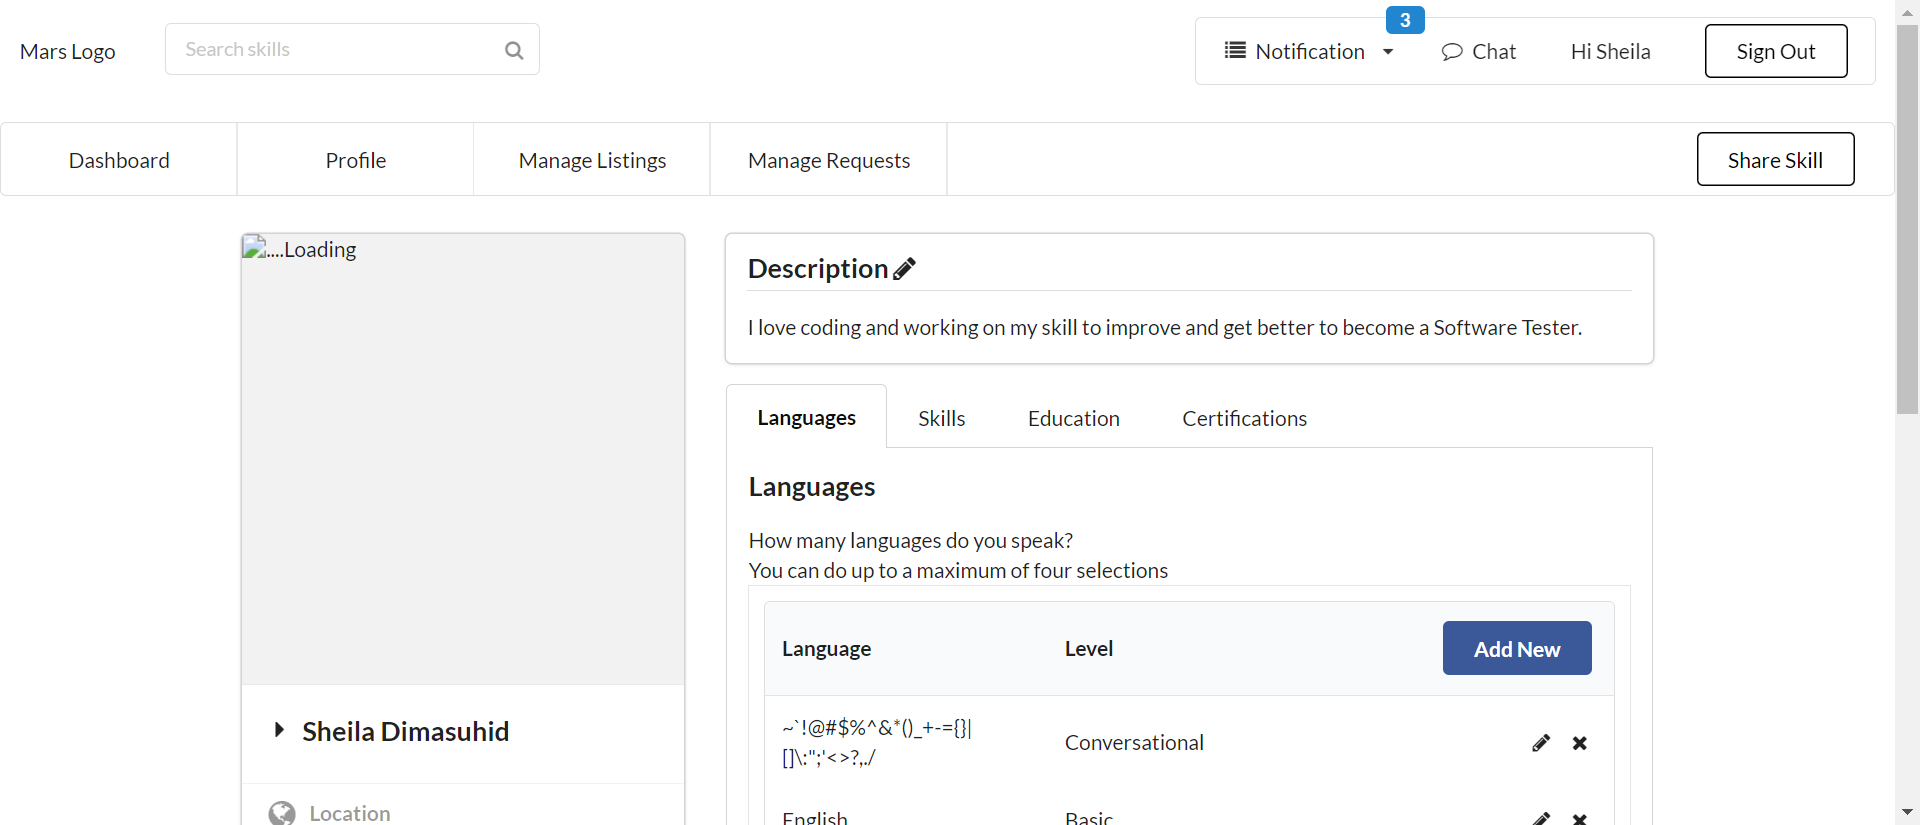 Mars Logo
Search skills
3
Notification
Chat
Hi Sheila
Sign Out
Dashboard
Profile
Manage Listings
Manage Requests
Share Skill
....Loading
Description
I love coding and working on my skill to improve and get better to become a Software Tester.
Languages
Skills
Education
Certifications
Languages
How many languages do you speak?
You can do up to a maximum of four selections
Language
Level
Add New
~`!@#$%^&*()_+-={}|
[]\:";'<>?,./
Conversational
English
Basic
Sheila Dimasuhid
Location